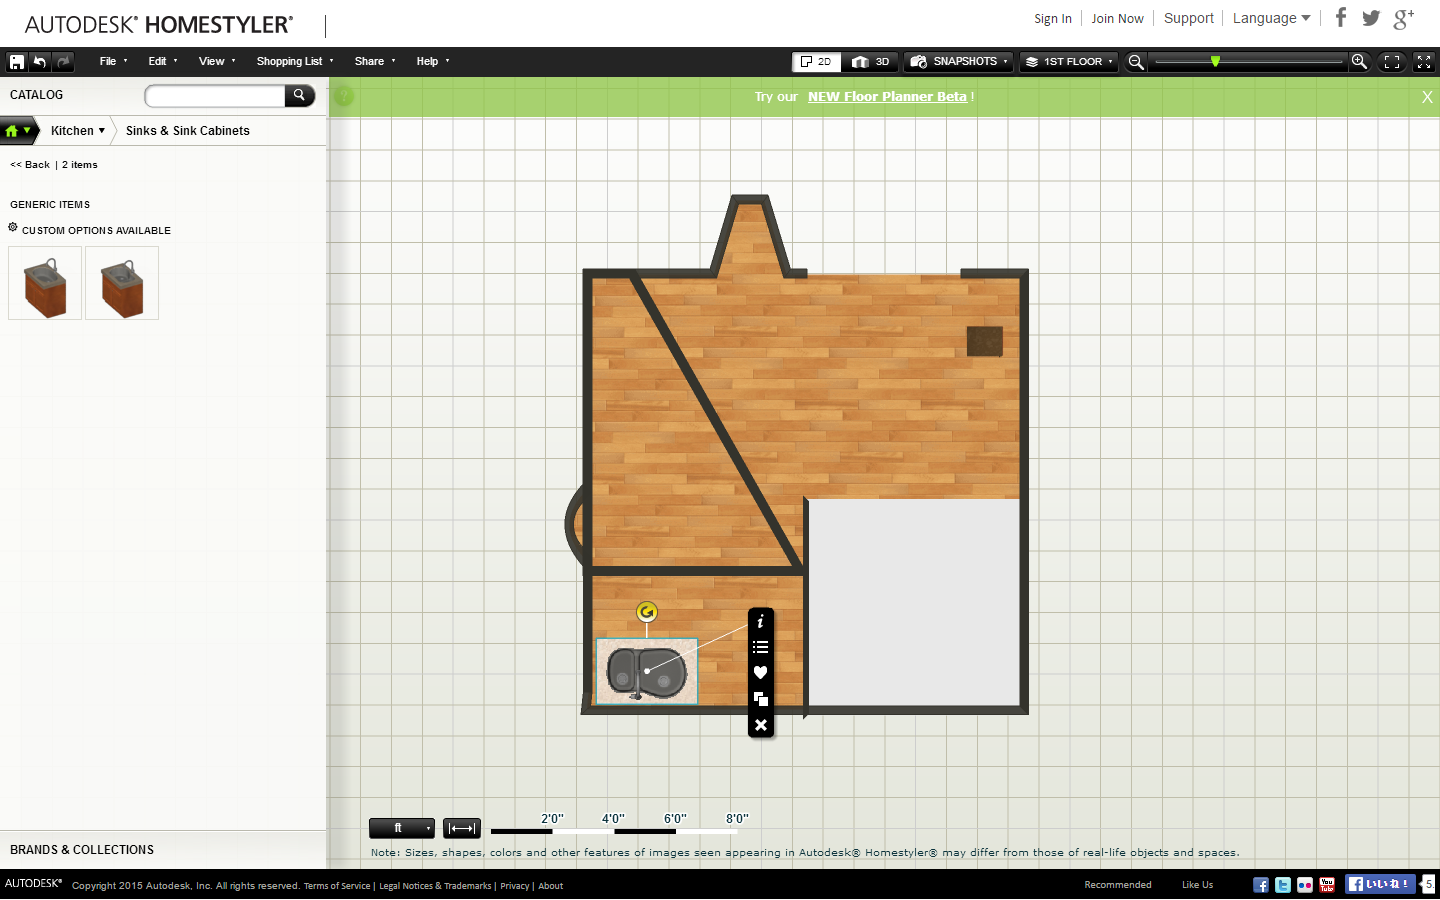 AUTODESK® HOMESTYLER®
Sign In | Join Now | Support | Language
File Edit View Shopping List Share Help
2D 3D SNAPSHOTS 1ST FLOOR
CATALOG
Try our NEW Floor Planner Beta ! X
Kitchen Sinks & Sink Cabinets
<< Back | 2 items
GENERIC ITEMS
CUSTOM OPTIONS AVAILABLE
ft 2'0" 4'0" 6'0" 8'0"
Note: Sizes, shapes, colors and other features of images seen appearing in Autodesk® Homestyler® may differ from those of real-life objects and spaces.
BRANDS & COLLECTIONS
AUTODESK® Copyright 2015 Autodesk, Inc. All rights reserved. Terms of Service | Legal Notices & Trademarks | Privacy | About
Recommended Like Us You Tube いいね！ 5.